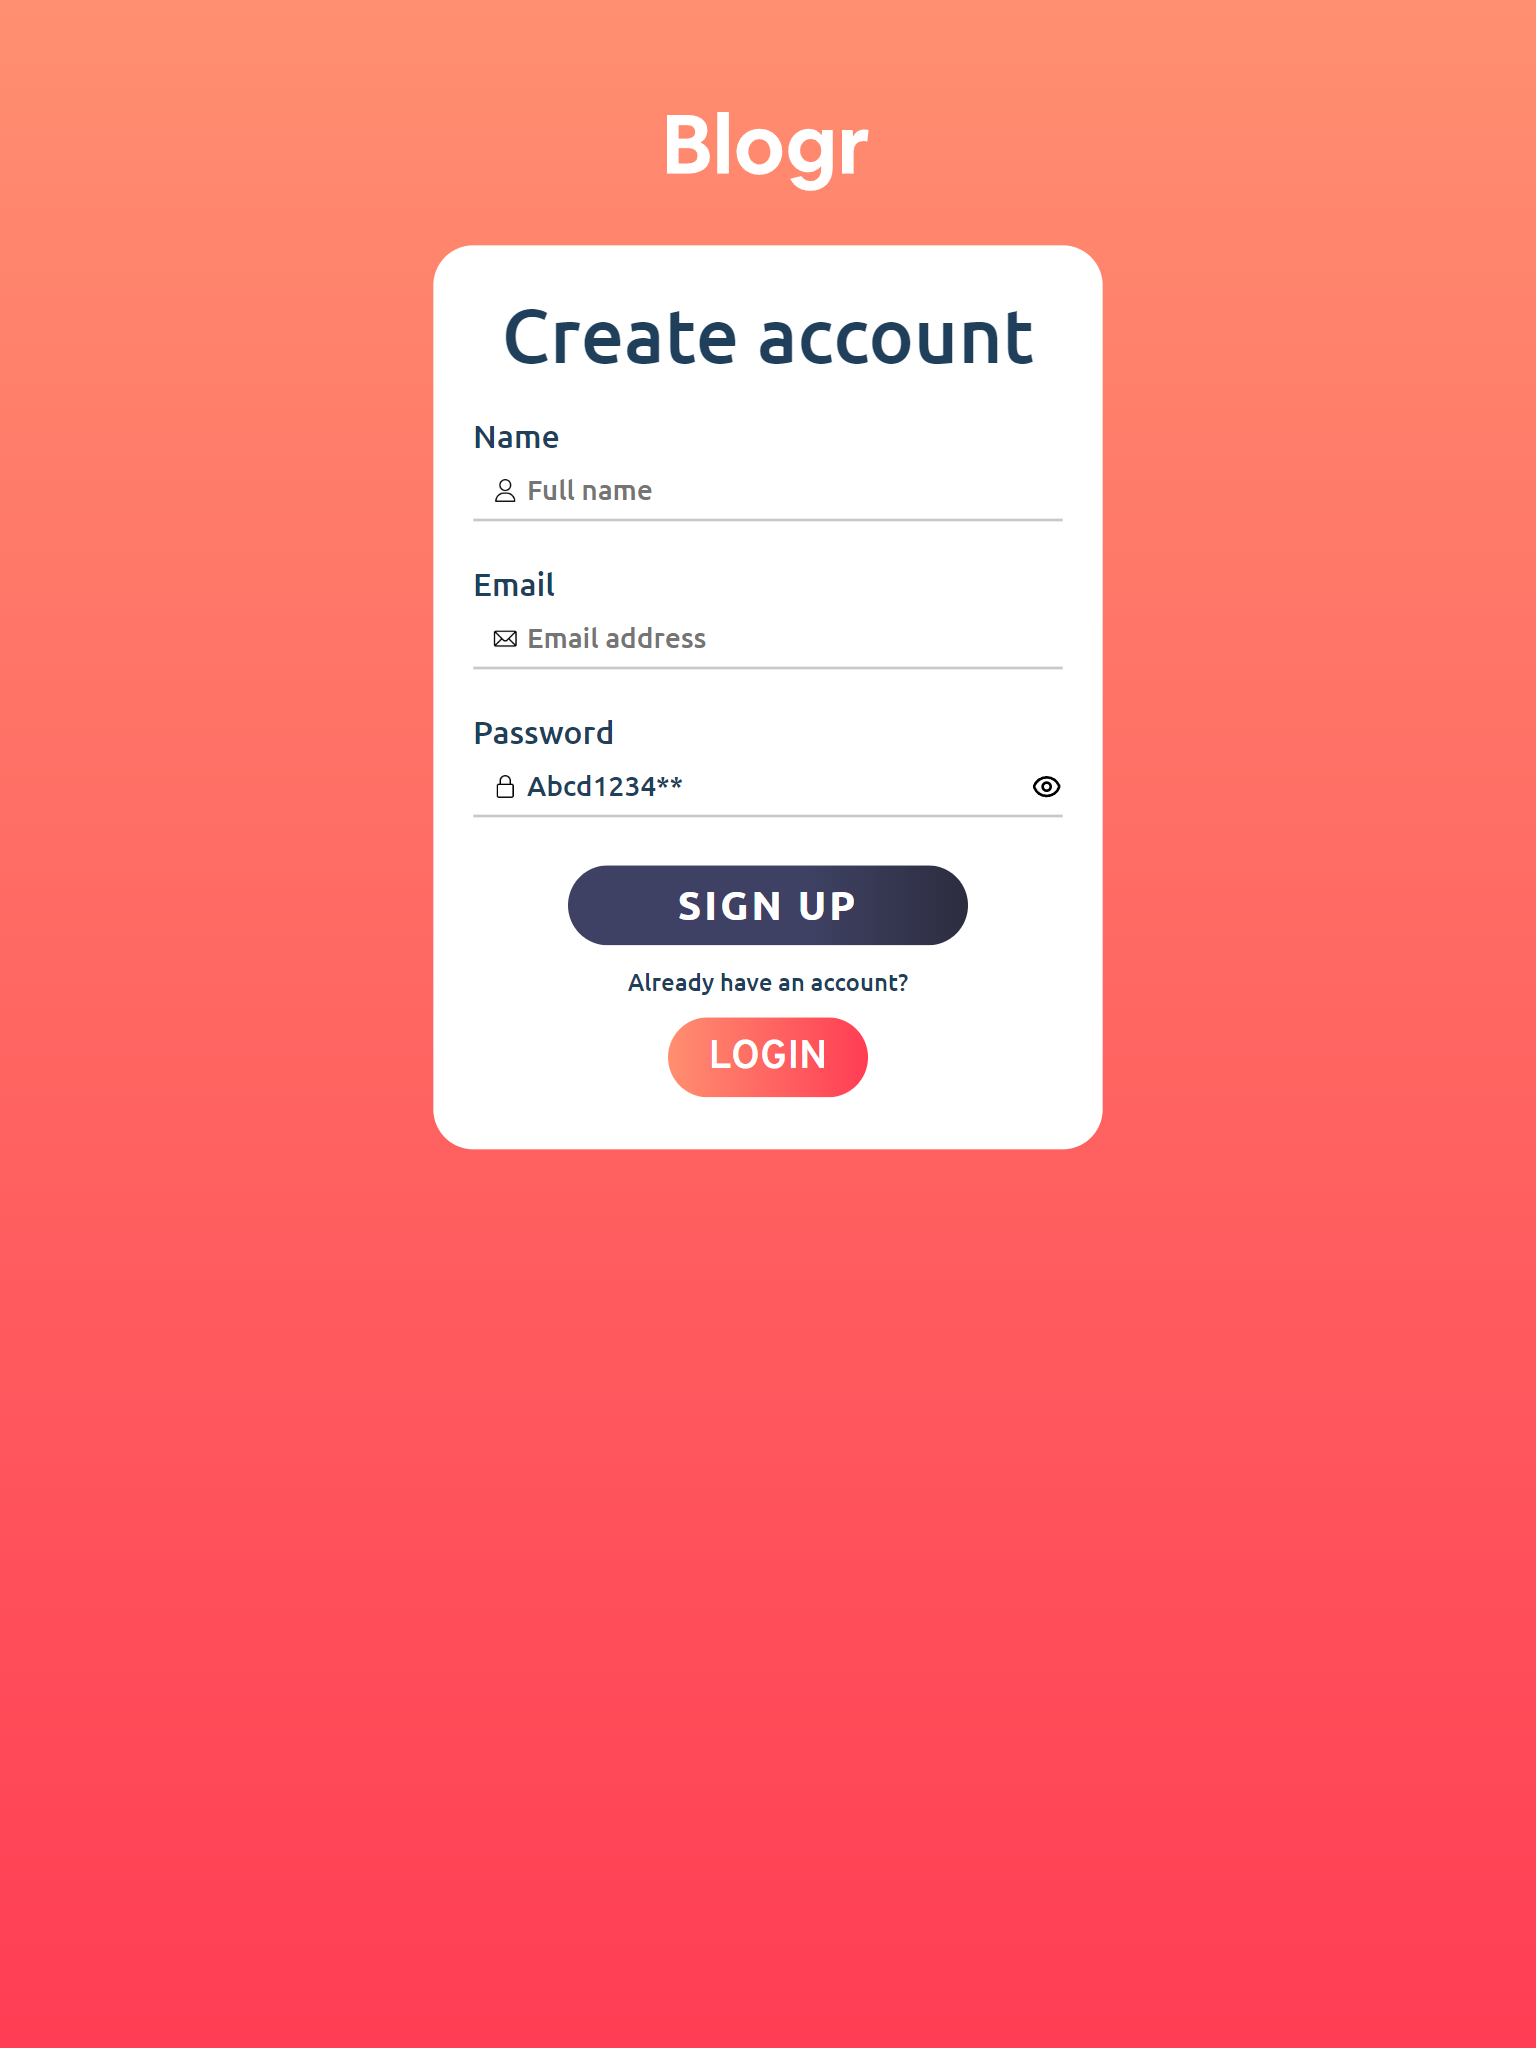 Blogr
Create account
Name
Full name
Email
Email address
Password
Abcd1234**
SIGN UP
Already have an account?
LOGIN